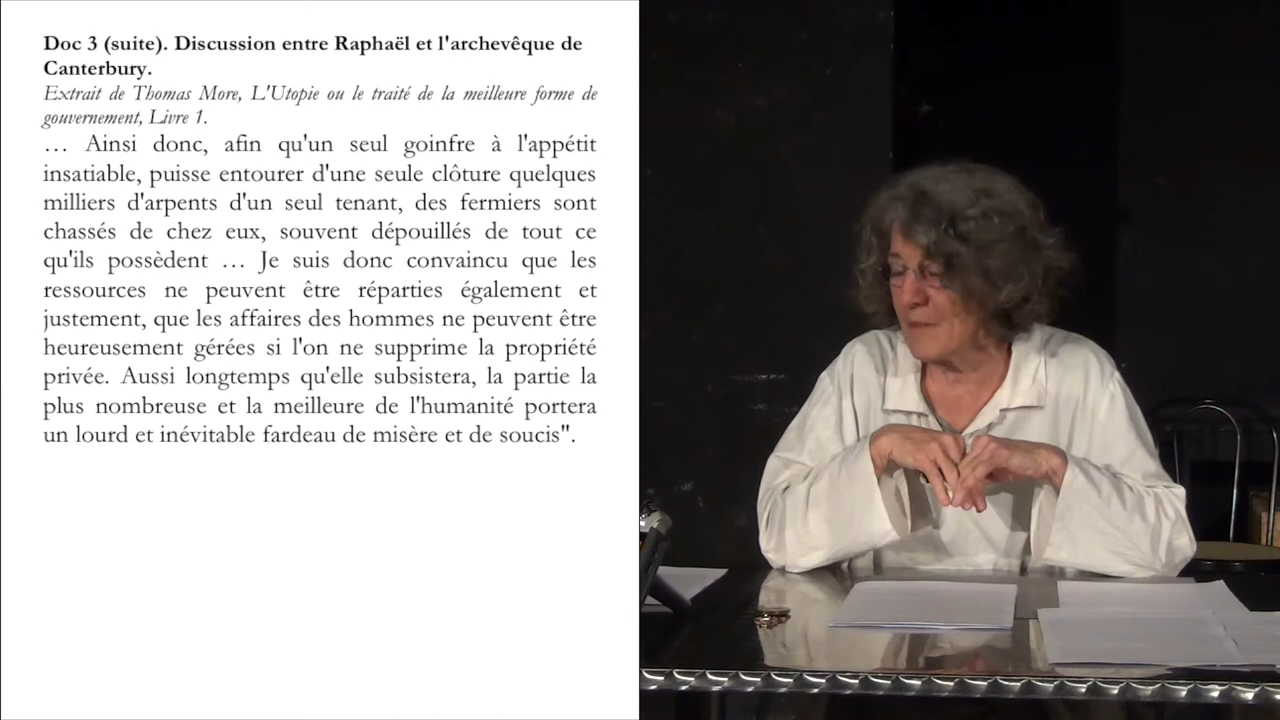 Doc 3 (suite). Discussion entre Raphaël et l'archevêque de
Canterbury.
Extrait de Thomas More, L'Utopie ou le traité de la meilleure forme de
gouvernement, Livre 1.
… Ainsi donc, afin qu'un seul goinfre à l'appétit
insatiable, puisse entourer d'une seule clôture quelques
milliers d'arpents d'un seul tenant, des fermiers sont
chassés de chez eux, souvent dépouillés de tout ce
qu'ils possèdent … Je suis donc convaincu que les
ressources ne peuvent être réparties également et
justement, que les affaires des hommes ne peuvent être
heureusement gérées si l'on ne supprime la propriété
privée. Aussi longtemps qu'elle subsistera, la partie la
plus nombreuse et la meilleure de l'humanité portera
un lourd et inévitable fardeau de misère et de soucis".